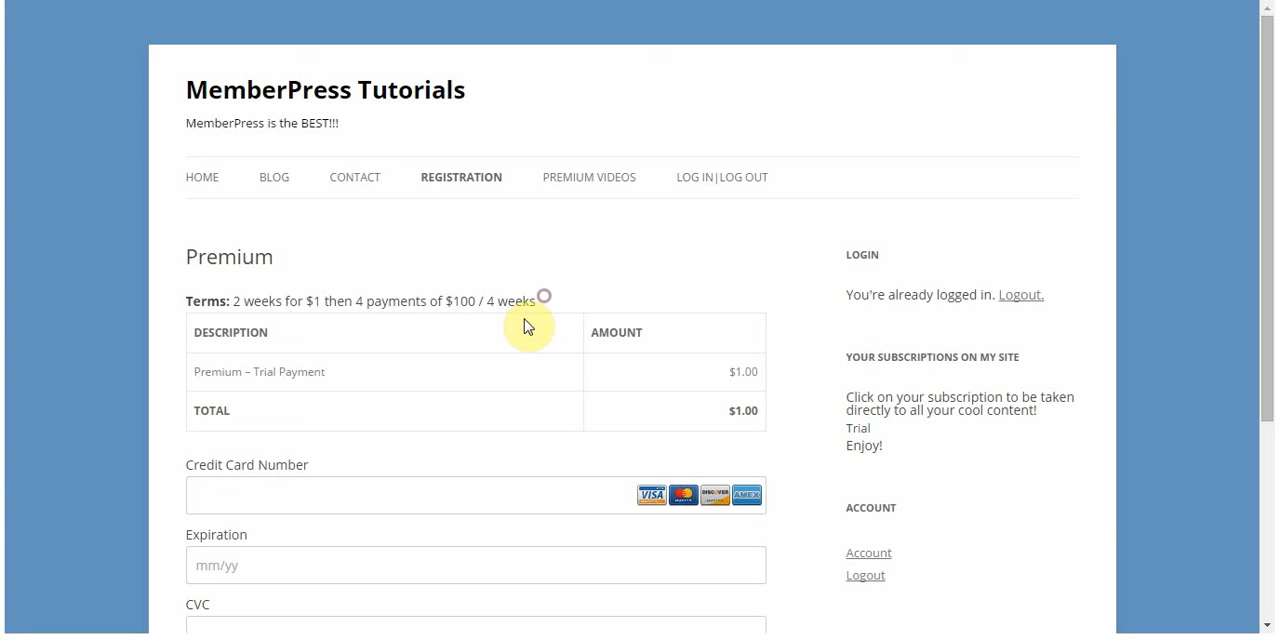 MemberPress Tutorials
MemberPress is the BEST!!!
HOME BLOG CONTACT REGISTRATION PREMIUM VIDEOS LOG IN|LOG OUT
Premium
Terms: 2 weeks for $1 then 4 payments of $100 / 4 weeks
DESCRIPTION AMOUNT
Premium – Trial Payment $1.00
TOTAL $1.00
Credit Card Number
VISA MasterCard DISCOVER AMEX
Expiration
mm/yy
CVC
LOGIN
You're already logged in. Logout.
YOUR SUBSCRIPTIONS ON MY SITE
Click on your subscription to be taken
directly to all your cool content!
Trial
Enjoy!
ACCOUNT
Account
Logout